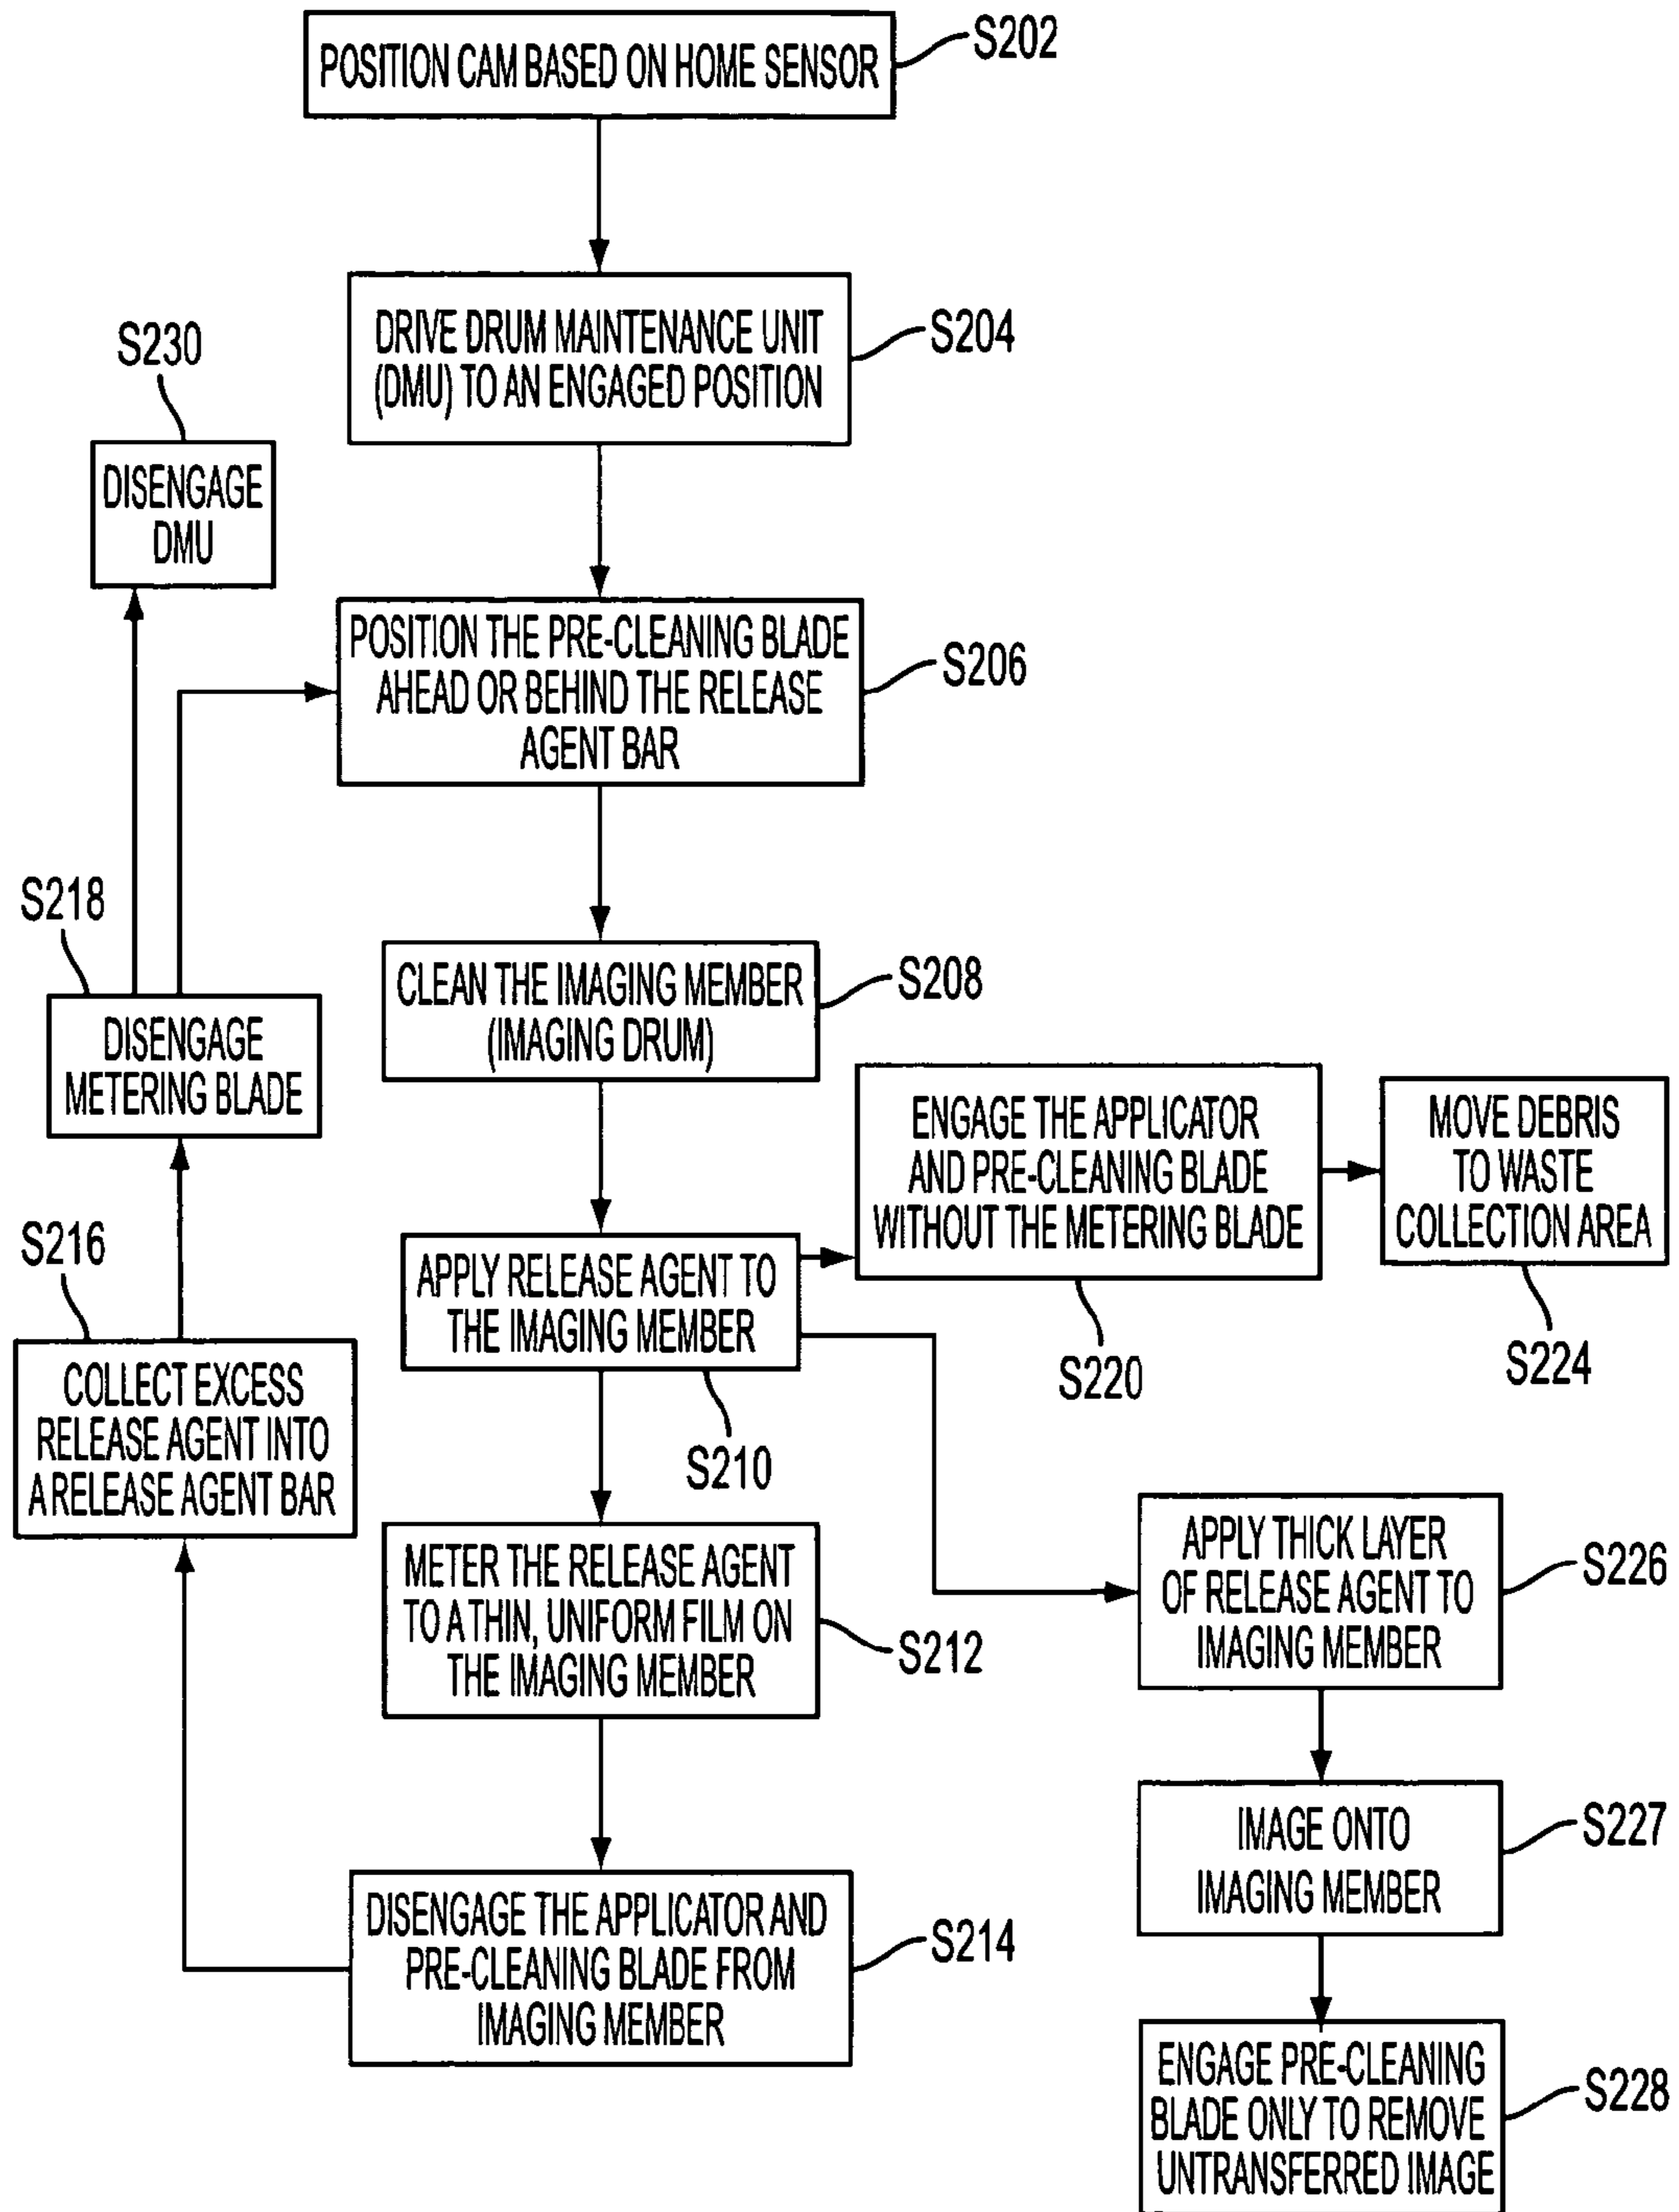 POSITION CAM BASED ON HOME SENSOR
S202
DRIVE DRUM MAINTENANCE UNIT
(DMU) TO AN ENGAGED POSITION
S204
S230
DISENGAGE
DMU
POSITION THE PRE-CLEANING BLADE
AHEAD OR BEHIND THE RELEASE
AGENT BAR
S206
S218
DISENGAGE
METERING BLADE
CLEAN THE IMAGING MEMBER
(IMAGING DRUM)
S208
ENGAGE THE APPLICATOR
AND PRE-CLEANING BLADE
WITHOUT THE METERING BLADE
S220
MOVE DEBRIS
TO WASTE
COLLECTION AREA
S224
S216
COLLECT EXCESS
RELEASE AGENT INTO
A RELEASE AGENT BAR
APPLY RELEASE AGENT TO
THE IMAGING MEMBER
S210
METER THE RELEASE AGENT
TO A THIN, UNIFORM FILM ON
THE IMAGING MEMBER
S212
APPLY THICK LAYER
OF RELEASE AGENT TO
IMAGING MEMBER
S226
IMAGE ONTO
IMAGING MEMBER
S227
DISENGAGE THE APPLICATOR AND
PRE-CLEANING BLADE FROM
IMAGING MEMBER
S214
ENGAGE PRE-CLEANING
BLADE ONLY TO REMOVE
UNTRANSFERRED IMAGE
S228